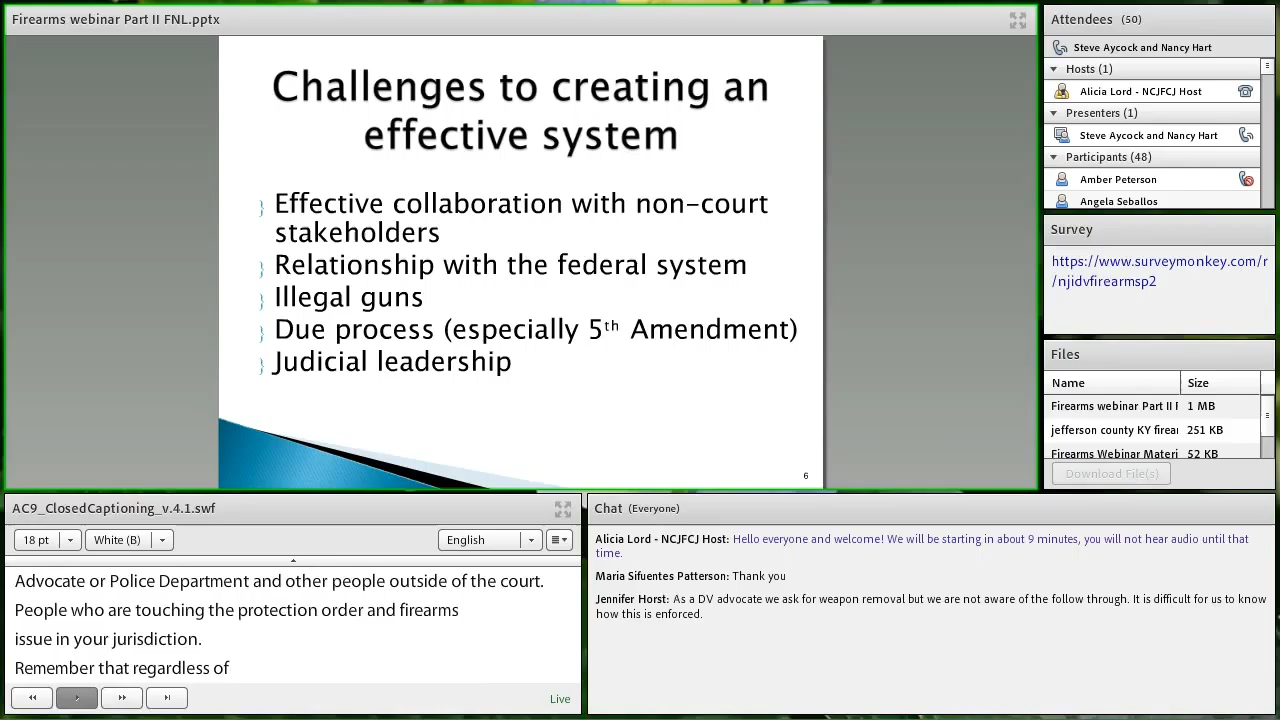 Firearms webinar Part II FNL.pptx
Challenges to creating an
effective system
Effective collaboration with non-court
stakeholders
Relationship with the federal system
Illegal guns
Due process (especially 5th Amendment)
Judicial leadership
6
Attendees (50)
Steve Aycock and Nancy Hart
Hosts (1)
Alicia Lord - NCJFCJ Host
Presenters (1)
Steve Aycock and Nancy Hart
Participants (48)
Amber Peterson
Angela Seballos
Survey
https://www.surveymonkey.com/r
/njidvfirearmsp2
Files
Name Size
Firearms webinar Part II 1 MB
jefferson county KY firear 251 KB
Firearms Webinar Materi 52 KB
Download File(s)
AC9_ClosedCaptioning_v.4.1.swf
18 pt White (B) English
Advocate or Police Department and other people outside of the court.
People who are touching the protection order and firearms
issue in your jurisdiction.
Remember that regardless of
Live
Chat (Everyone)
Alicia Lord - NCJFCJ Host: Hello everyone and welcome! We will be starting in about 9 minutes, you will not hear audio until that
time.
Maria Sifuentes Patterson: Thank you
Jennifer Horst: As a DV advocate we ask for weapon removal but we are not aware of the follow through. It is difficult for us to know
how this is enforced.